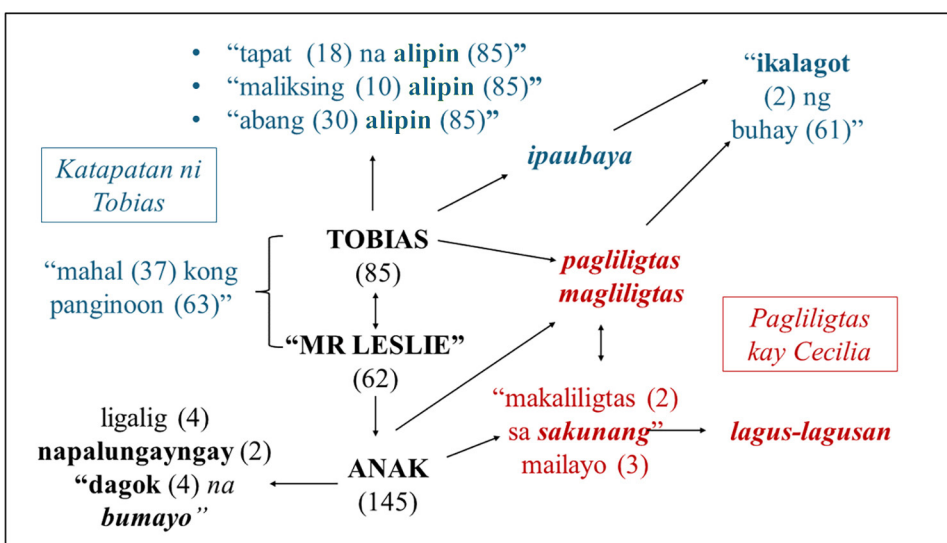 • “tapat (18) na alipin (85)”
• “maliksing (10) alipin (85)”
• “abang (30) alipin (85)”
“ikalagot
(2) ng
buhay (61)”
ipaubaya
Katapatan ni
Tobias
TOBIAS
(85)
“mahal (37) kong
panginoon (63)”
pagliligtas
magliligtas
“MR LESLIE”
(62)
Pagliligtas
kay Cecilia
“makaliligtas (2)
sa sakunang”
mailayo (3)
lagus-lagusan
ligalig (4)
napalungayngay (2)
“dagok (4) na
bumayo”
ANAK
(145)